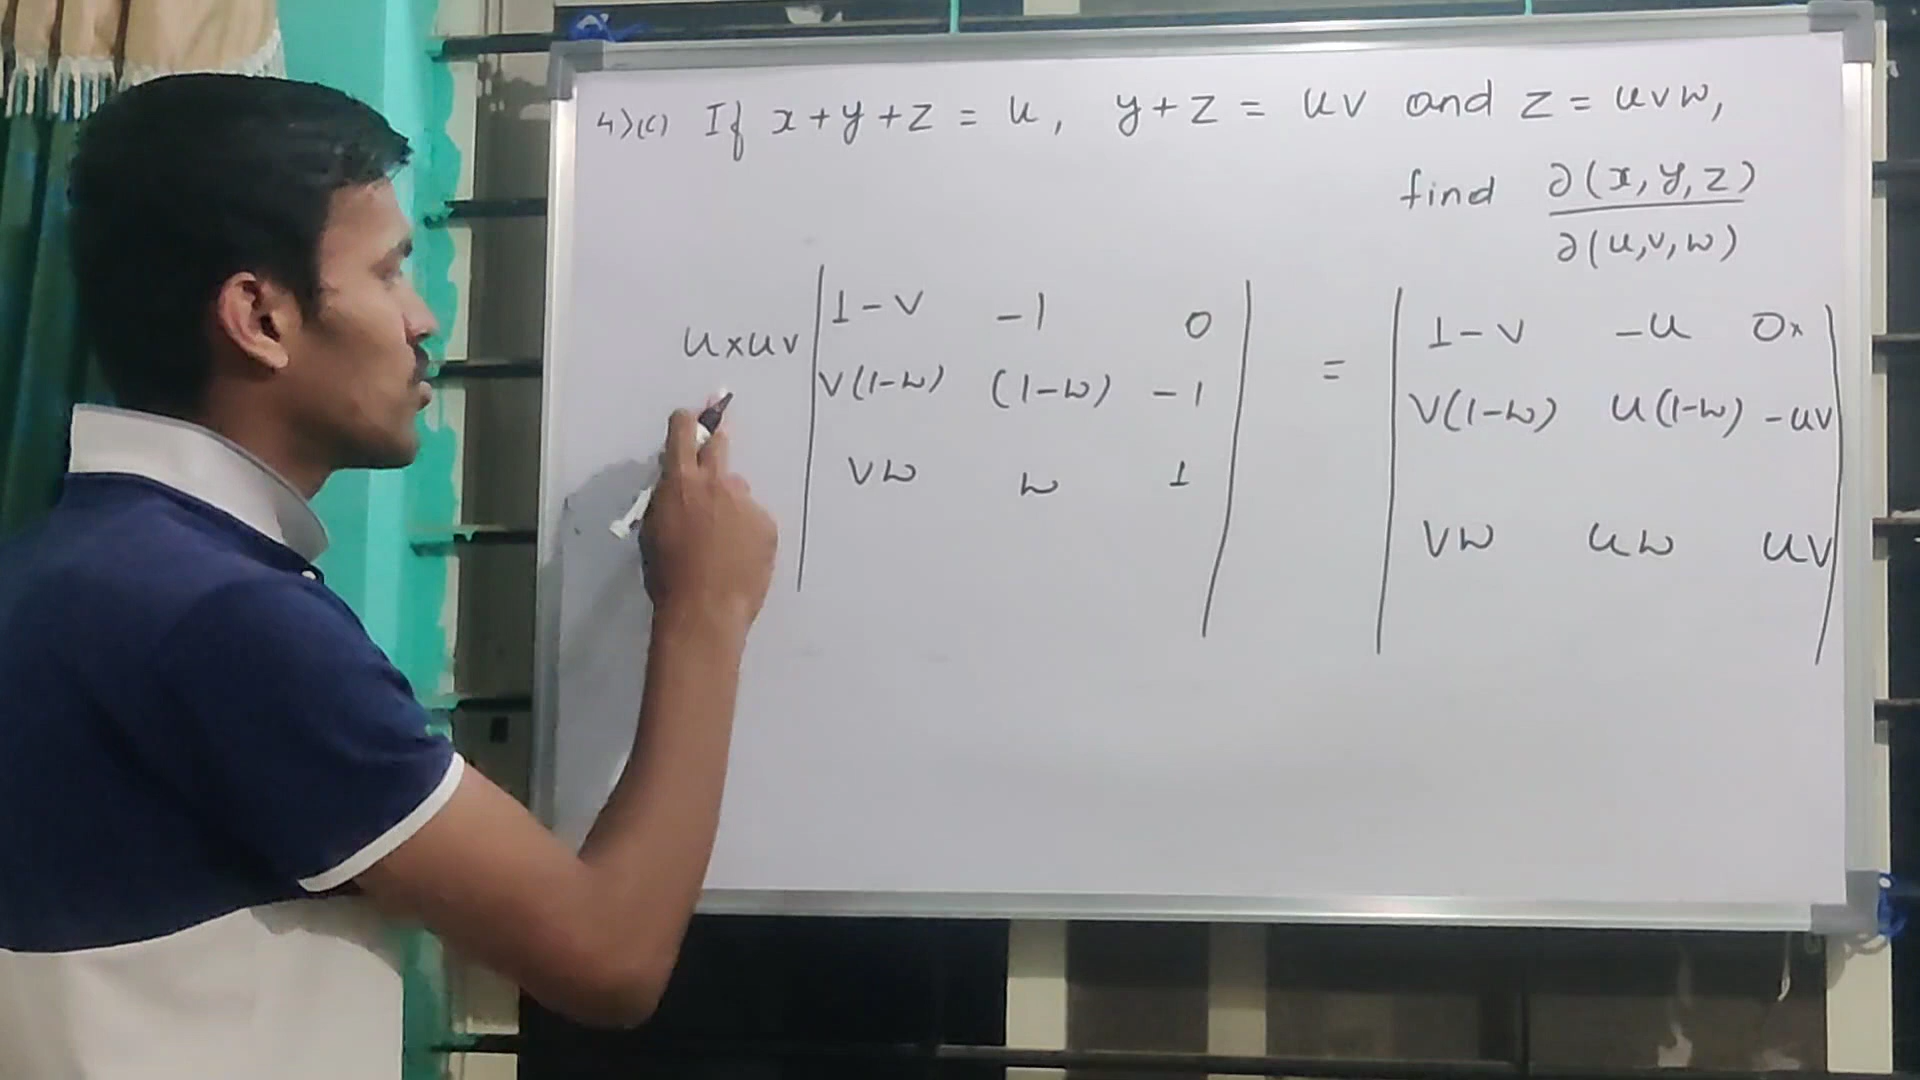 4)(c) If x+y+z = u, y+z = uv and z = uvw,
find ∂(x,y,z)
∂(u,v,w)
u×uv | 1-v -1 0 | = | 1-v -u 0× |
| v(1-w) (1-w) -1 | | v(1-w) u(1-w) -uv |
| vw w 1 | | vw uw uv |